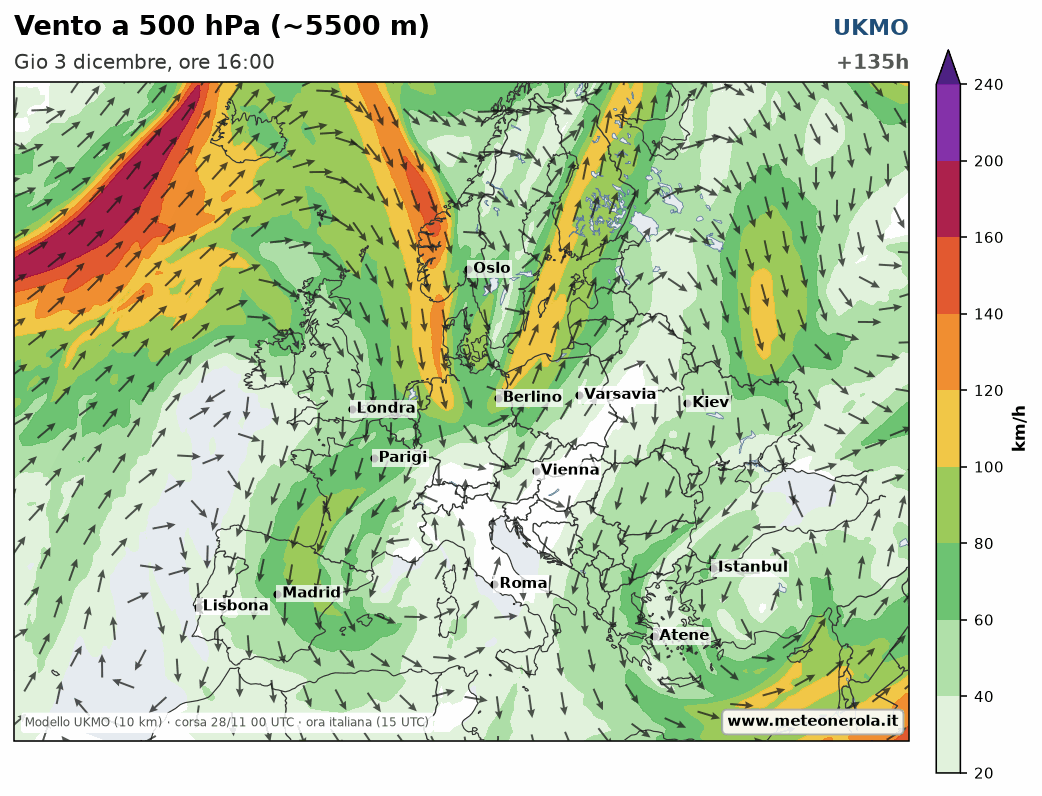 Vento a 500 hPa (~5500 m)
UKMO
Gio 3 dicembre, ore 16:00
+135h
240
200
160
140
120
100
80
60
40
20
km/h
Oslo
Berlino
Varsavia
Kiev
Londra
Parigi
Vienna
Istanbul
Roma
Madrid
Lisbona
Atene
Modello UKMO (10 km) · corsa 28/11 00 UTC · ora italiana (15 UTC)
www.meteonerola.it